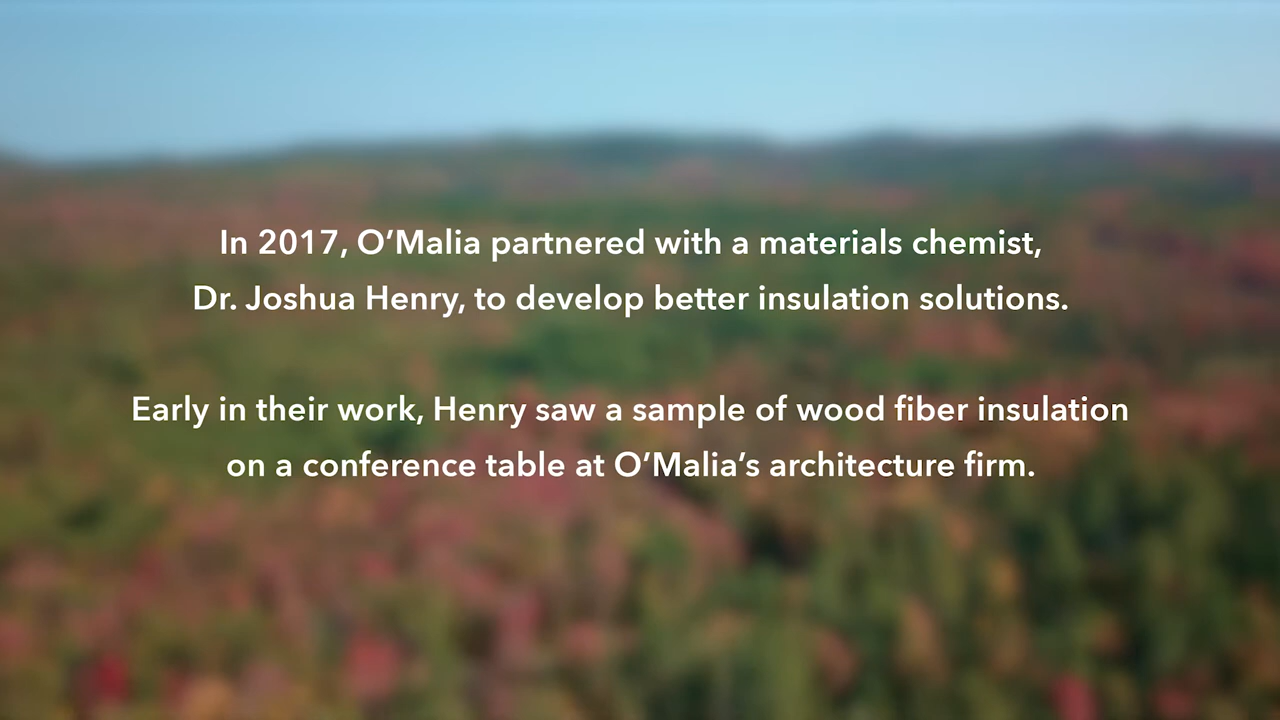 In 2017, O’Malia partnered with a materials chemist,
Dr. Joshua Henry, to develop better insulation solutions.
Early in their work, Henry saw a sample of wood fiber insulation
on a conference table at O’Malia’s architecture firm.